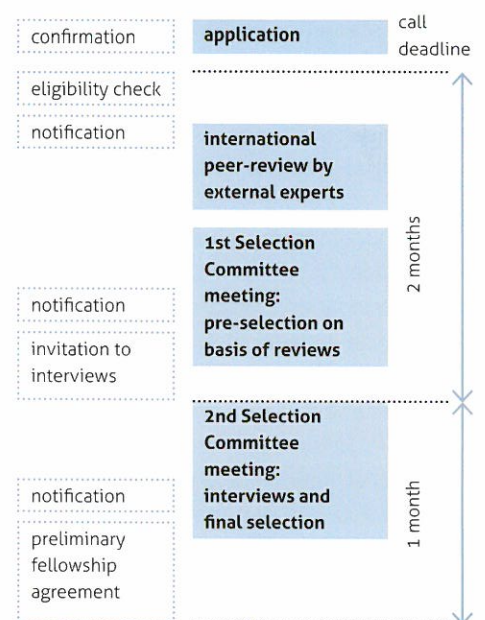 confirmation
application
call
deadline
eligibility check
notification
international
peer-review by
external experts
2 months
1st Selection
Committee
meeting:
pre-selection on
basis of reviews
notification
invitation to
interviews
2nd Selection
Committee
meeting:
interviews and
final selection
1 month
notification
preliminary
fellowship
agreement